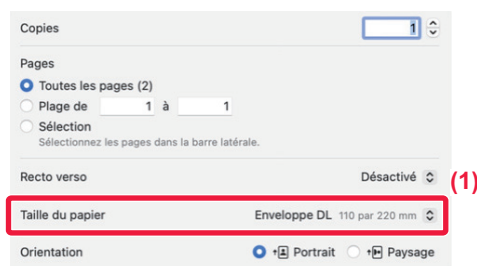 Copies 1
Pages
Toutes les pages (2)
Plage de 1 à 1
Sélection
Sélectionnez les pages dans la barre latérale.
Recto verso Désactivé (1)
Taille du papier Enveloppe DL 110 par 220 mm
Orientation Portrait Paysage